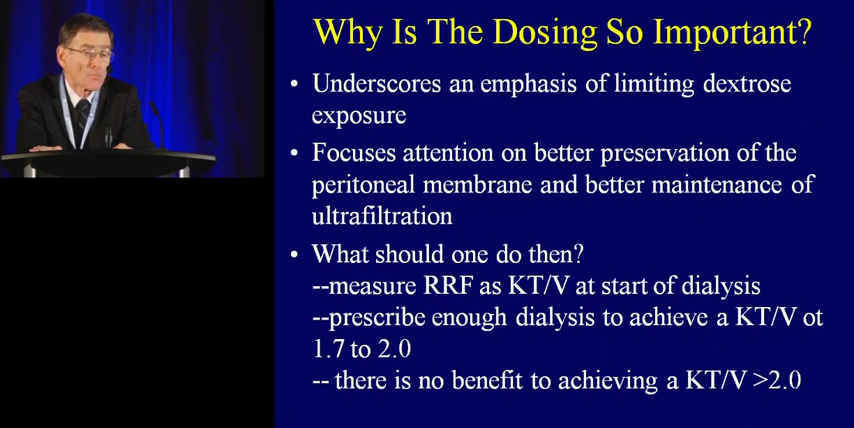 Why Is The Dosing So Important?
• Underscores an emphasis of limiting dextrose
exposure
• Focuses attention on better preservation of the
peritoneal membrane and better maintenance of
ultrafiltration
• What should one do then?
--measure RRF as KT/V at start of dialysis
--prescribe enough dialysis to achieve a KT/V ot
1.7 to 2.0
-- there is no benefit to achieving a KT/V >2.0